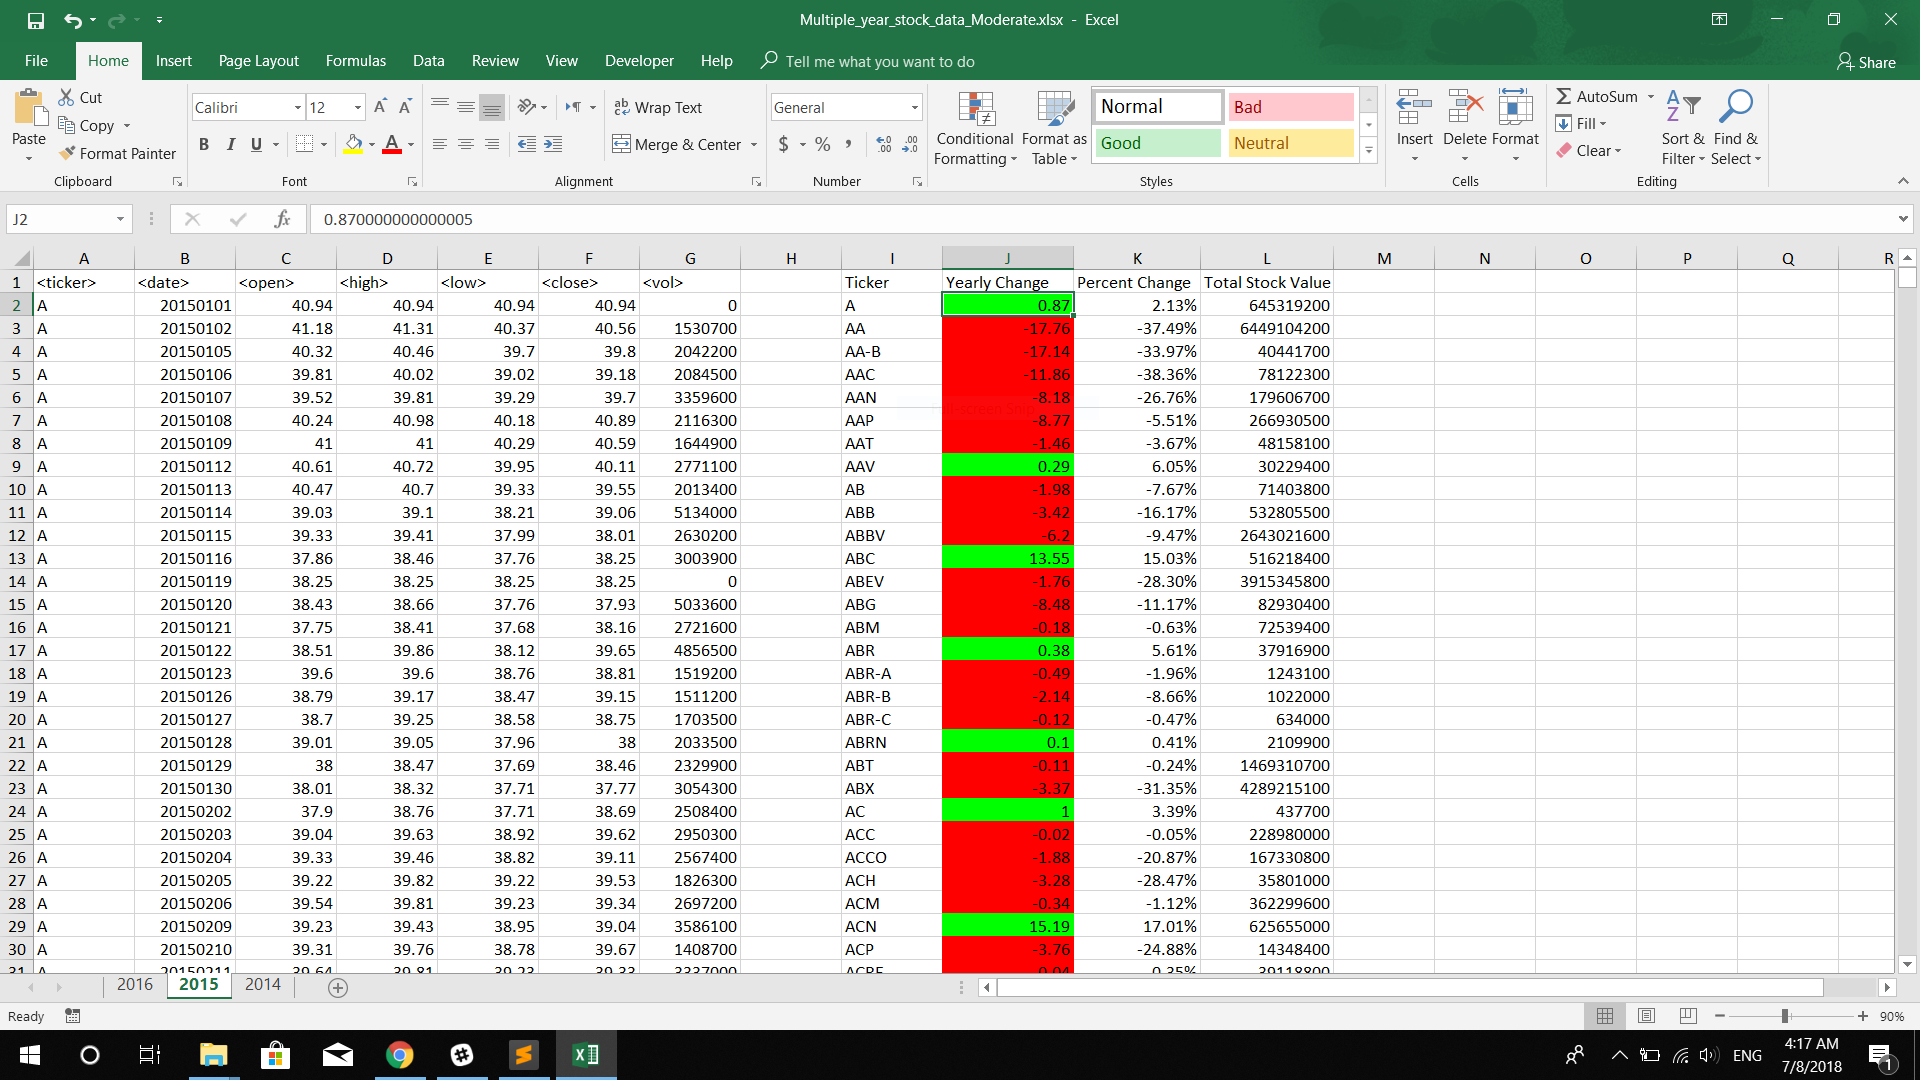 Multiple_year_stock_data_Moderate.xlsx - Excel
File Home Insert Page Layout Formulas Data Review View Developer Help Tell me what you want to do Share
Paste Cut Copy Format Painter Clipboard
Calibri 12 B I U A Font
ab Wrap Text Merge & Center Alignment
General $ % , Number
Conditional Formatting Format as Table Normal Bad Good Neutral Styles
Insert Delete Format Cells
AutoSum Fill Clear Sort & Filter Find & Select Editing
J2 fx 0.870000000000005
A B C D E F G H I J K L M N O P Q R
1 <ticker> <date> <open> <high> <low> <close> <vol> Ticker Yearly Change Percent Change Total Stock Value
2 A 20150101 40.94 40.94 40.94 40.94 0 A 0.87 2.13% 645319200
3 A 20150102 41.18 41.31 40.37 40.56 1530700 AA -17.76 -37.49% 6449104200
4 A 20150105 40.32 40.46 39.7 39.8 2042200 AA-B -17.14 -33.97% 40441700
5 A 20150106 39.81 40.02 39.02 39.18 2084500 AAC -11.86 -38.36% 78122300
6 A 20150107 39.52 39.81 39.29 39.7 3359600 AAN -8.18 -26.76% 179606700
7 A 20150108 40.24 40.98 40.18 40.89 2116300 AAP -8.77 -5.51% 266930500
8 A 20150109 41 41 40.29 40.59 1644900 AAT -1.46 -3.67% 48158100
9 A 20150112 40.61 40.72 39.95 40.11 2771100 AAV 0.29 6.05% 30229400
10 A 20150113 40.47 40.7 39.33 39.55 2013400 AB -1.98 -7.67% 71403800
11 A 20150114 39.03 39.1 38.21 39.06 5134000 ABB -3.42 -16.17% 532805500
12 A 20150115 39.33 39.41 37.99 38.01 2630200 ABBV -6.2 -9.47% 2643021600
13 A 20150116 37.86 38.46 37.76 38.25 3003900 ABC 13.55 15.03% 516218400
14 A 20150119 38.25 38.25 38.25 38.25 0 ABEV -1.76 -28.30% 3915345800
15 A 20150120 38.43 38.66 37.76 37.93 5033600 ABG -8.48 -11.17% 82930400
16 A 20150121 37.75 38.41 37.68 38.16 2721600 ABM -0.18 -0.63% 72539400
17 A 20150122 38.51 39.86 38.12 39.65 4856500 ABR 0.38 5.61% 37916900
18 A 20150123 39.6 39.6 38.76 38.81 1519200 ABR-A -0.49 -1.96% 1243100
19 A 20150126 38.79 39.17 38.47 39.15 1511200 ABR-B -2.14 -8.66% 1022000
20 A 20150127 38.7 39.25 38.58 38.75 1703500 ABR-C -0.12 -0.47% 634000
21 A 20150128 39.01 39.05 37.96 38 2033500 ABRN 0.1 0.41% 2109900
22 A 20150129 38 38.47 37.69 38.46 2329900 ABT -0.11 -0.24% 1469310700
23 A 20150130 38.01 38.32 37.71 37.77 3054300 ABX -3.37 -31.35% 4289215100
24 A 20150202 37.9 38.76 37.71 38.69 2508400 AC 1 3.39% 437700
25 A 20150203 39.04 39.63 38.92 39.62 2950300 ACC -0.02 -0.05% 228980000
26 A 20150204 39.33 39.46 38.82 39.11 2567400 ACCO -1.88 -20.87% 167330800
27 A 20150205 39.22 39.82 39.22 39.53 1826300 ACH -3.28 -28.47% 35801000
28 A 20150206 39.54 39.81 39.23 39.34 2697200 ACM -0.34 -1.12% 362299600
29 A 20150209 39.23 39.43 38.95 39.04 3586100 ACN 15.19 17.01% 625655000
30 A 20150210 39.31 39.76 38.78 39.67 1408700 ACP -3.76 -24.88% 14348400
2016 2015 2014
Ready 90%
ENG 4:17 AM
7/8/2018
1